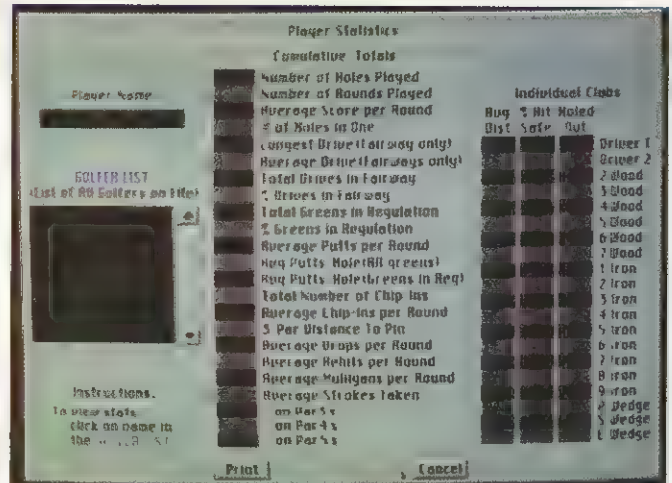 Player Statistics
Cumulative Totals
Player Name
GOLFER LIST
(List of All Golfers on File)
Instructions.
To view stats,
click on name in
the
Number of Holes Played
Number of Rounds Played
Average Score per Round
# of Holes in One
Longest Drive(Fairway only)
Average Drive(Fairways only)
Total Drives in Fairway
% Drives in Fairway
Total Greens in Regulation
% Greens in Regulation
Average Putts per Round
Avg Putts Hole(All greens)
Avg Putts Hole(Greens in Reg)
Total Number of Chip Ins
Average Chip-Ins per Round
3 Par Distance To Pin
Average Drops per Round
Average Rehits per Round
Average Mulligans per Round
Average Strokes Taken
on Par 3's
on Par 4's
on Par 5's
Individual Clubs
Avg % Hit Holed
Dist Safe Out
Driver 1
Driver 2
2 Wood
3 Wood
4 Wood
5 Wood
6 Wood
7 Wood
1 Iron
2 Iron
3 Iron
4 Iron
5 Iron
6 Iron
7 Iron
8 Iron
9 Iron
P Wedge
S Wedge
L Wedge
Print
Cancel